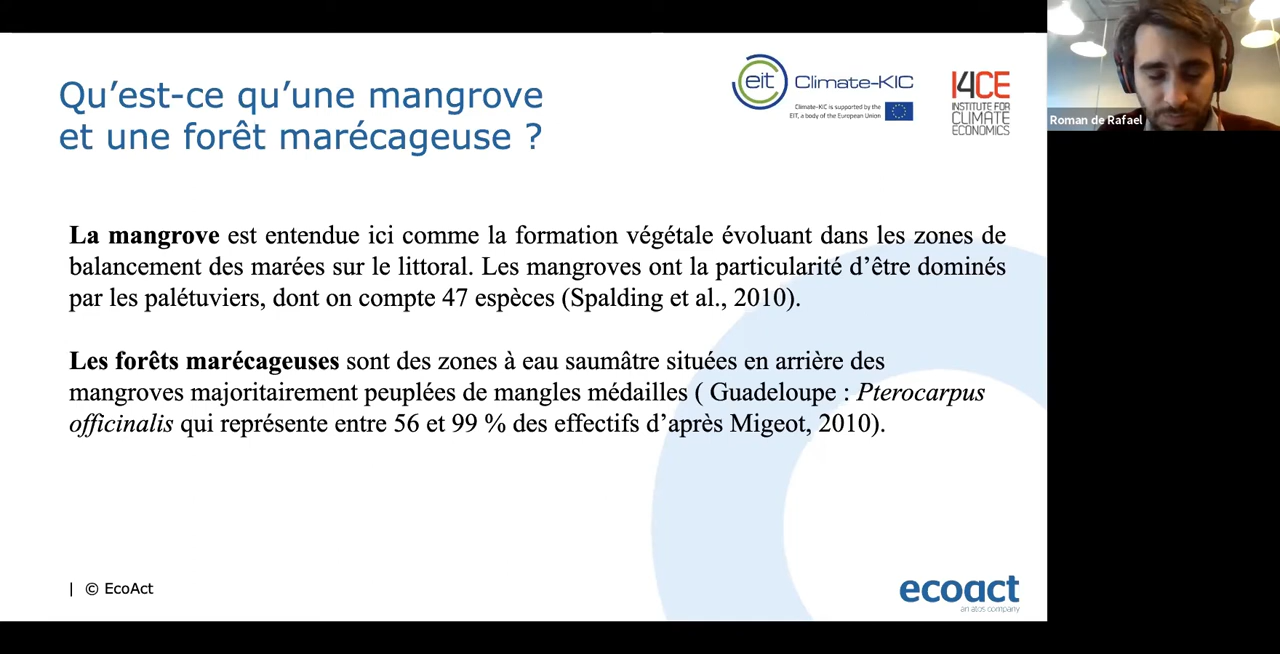 Qu'est-ce qu'une mangrove
et une forêt marécageuse ?
eit Climate-KIC
Climate-KIC is supported by the
EIT, a body of the European Union
I4CE
INSTITUTE FOR
CLIMATE
ECONOMICS
Roman de Rafael
La mangrove est entendue ici comme la formation végétale évoluant dans les zones de
balancement des marées sur le littoral. Les mangroves ont la particularité d'être dominés
par les palétuviers, dont on compte 47 espèces (Spalding et al., 2010).
Les forêts marécageuses sont des zones à eau saumâtre situées en arrière des
mangroves majoritairement peuplées de mangles médailles ( Guadeloupe : Pterocarpus
officinalis qui représente entre 56 et 99 % des effectifs d'après Migeot, 2010).
| © EcoAct
ecoact
an atos company